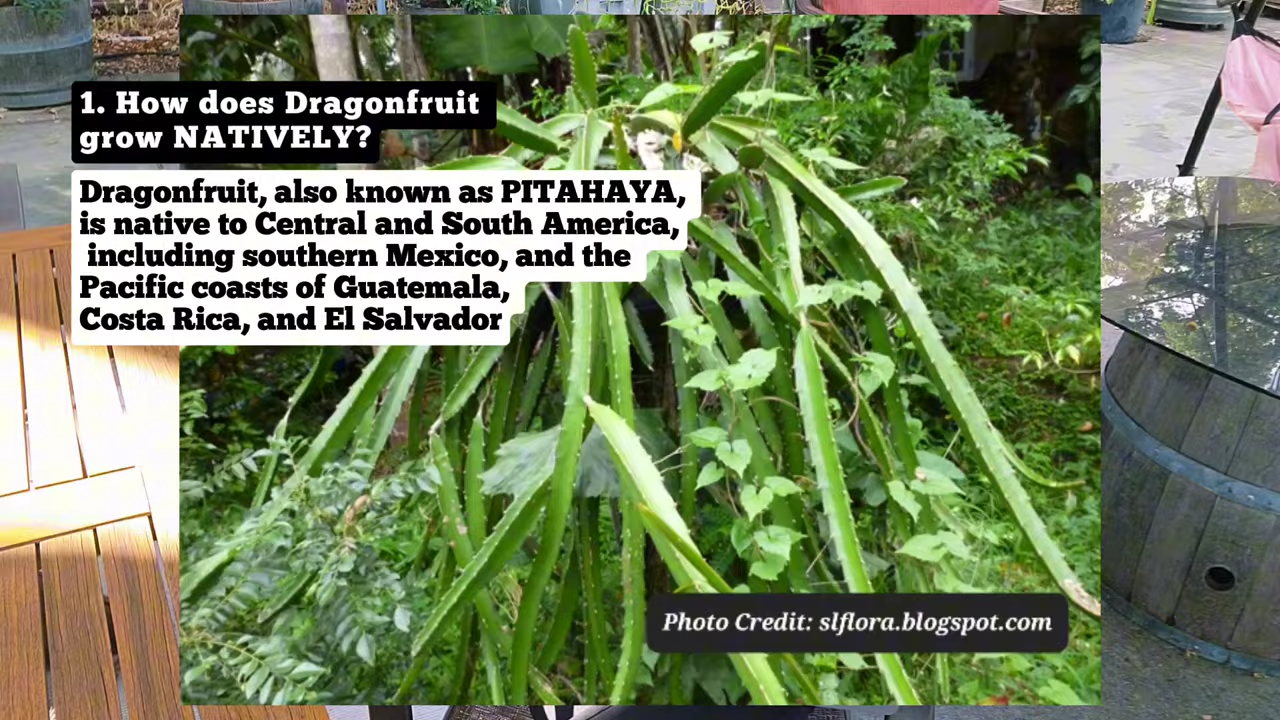 1. How does Dragonfruit
grow NATIVELY?
Dragonfruit, also known as PITAHAYA,
is native to Central and South America,
including southern Mexico, and the
Pacific coasts of Guatemala,
Costa Rica, and El Salvador
Photo Credit: slflora.blogspot.com